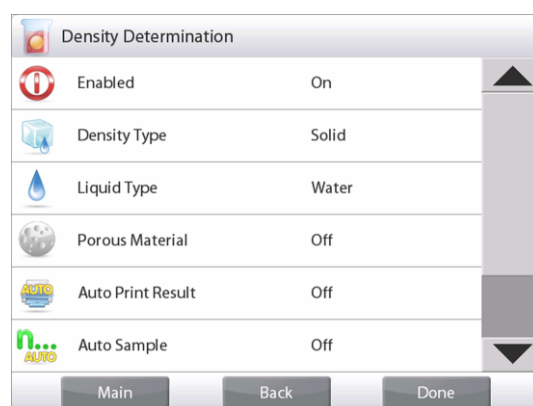 Density Determination
Enabled On
Density Type Solid
Liquid Type Water
Porous Material Off
AUTO Auto Print Result Off
n... AUTO Auto Sample Off
Main Back Done